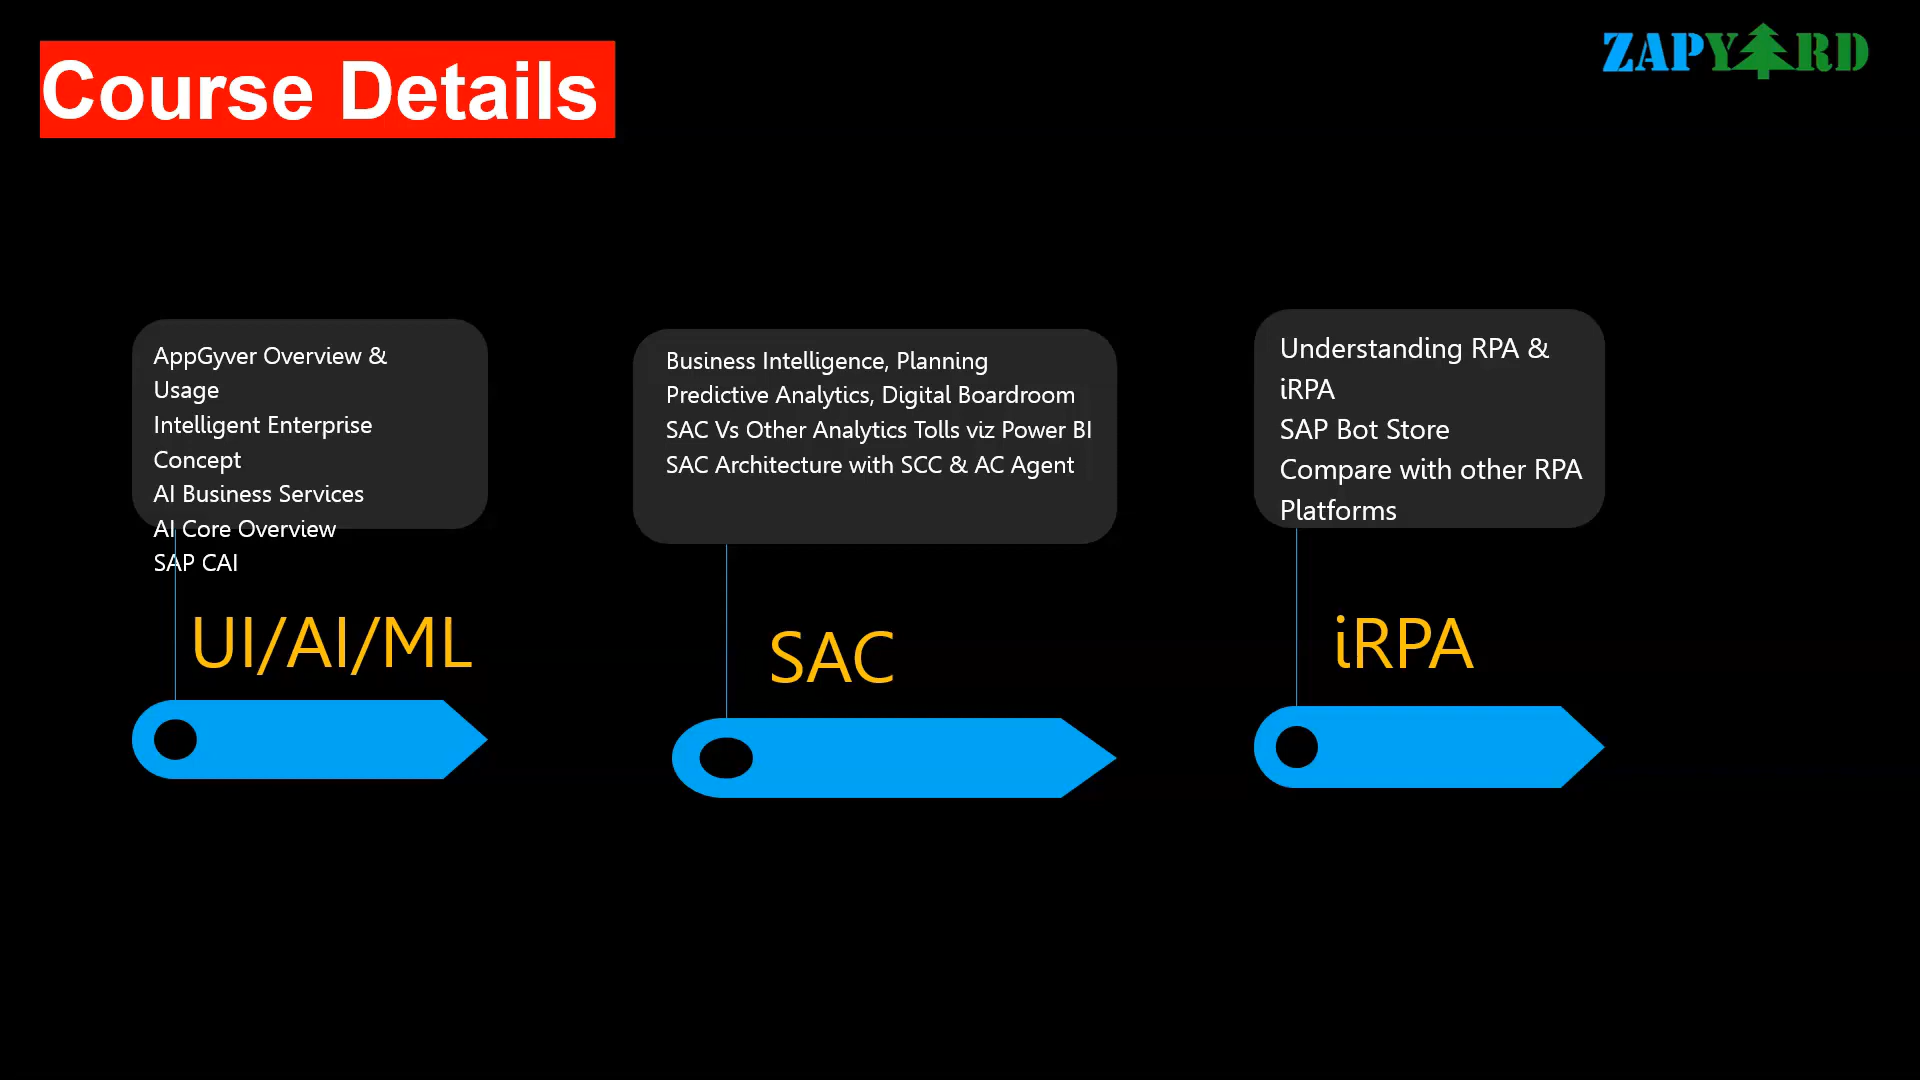 Course Details
ZAPYARD
AppGyver Overview &
Usage
Intelligent Enterprise
Concept
AI Business Services
AI Core Overview
SAP CAI
UI/AI/ML
Business Intelligence, Planning
Predictive Analytics, Digital Boardroom
SAC Vs Other Analytics Tolls viz Power BI
SAC Architecture with SCC & AC Agent
SAC
Understanding RPA &
iRPA
SAP Bot Store
Compare with other RPA
Platforms
iRPA